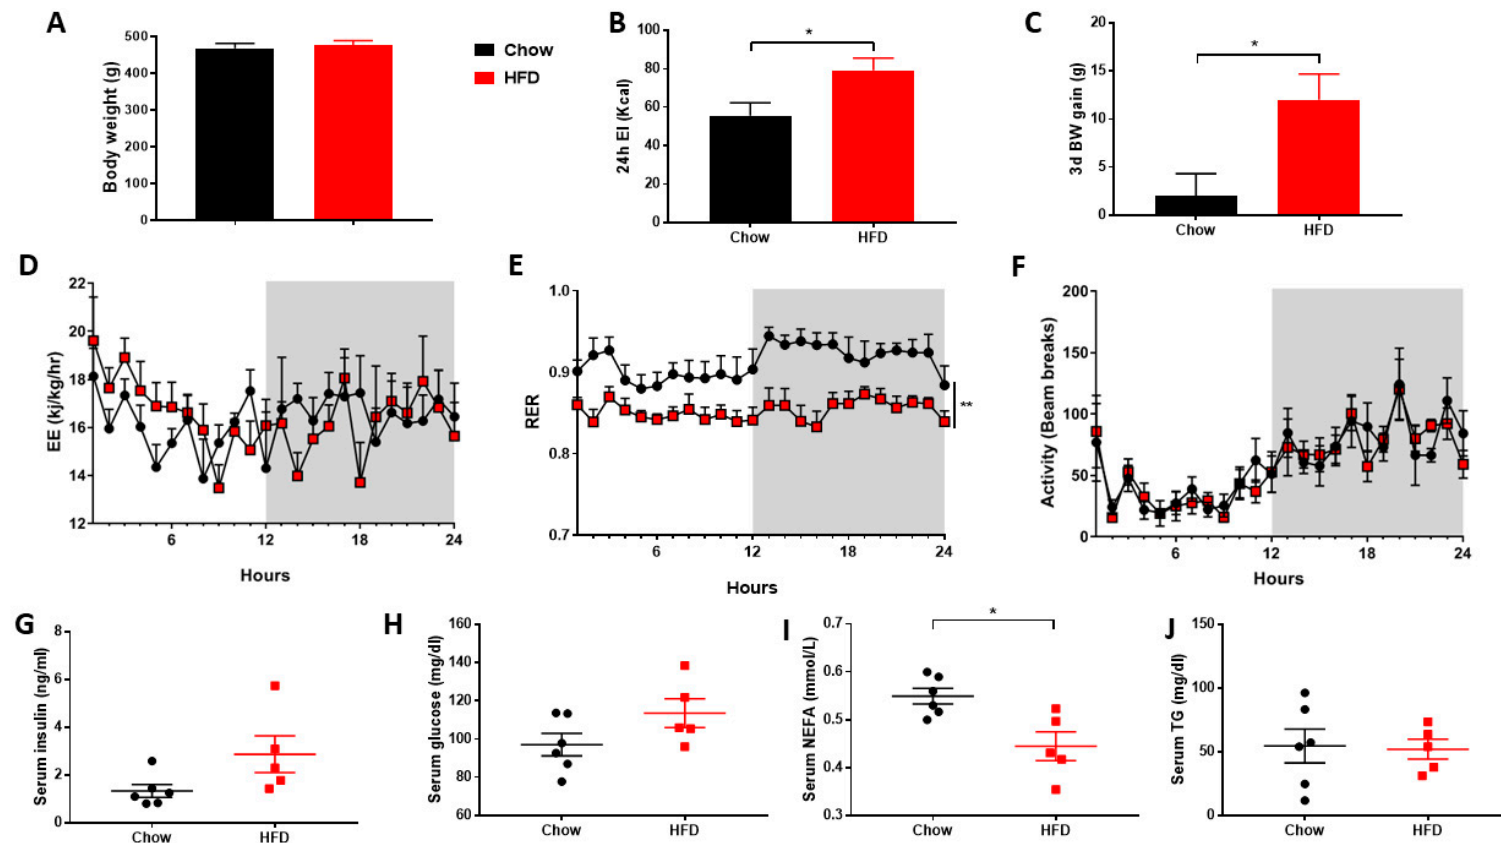 A
Body weight (g)
500
400
300
200
100
0
Chow
HFD
B
24h EI (Kcal)
100
80
60
40
20
0
*
Chow HFD
C
3d BW gain (g)
20
15
10
5
0
*
Chow HFD
D
EE (kj/kg/hr)
22
20
18
16
14
12
6 12 18 24
Hours
E
RER
1.0
0.9
0.8
0.7
**
6 12 18 24
Hours
F
Activity (Beam breaks)
200
150
100
50
0
6 12 18 24
Hours
G
Serum insulin (ng/ml)
8
6
4
2
0
Chow HFD
H
Serum glucose (mg/dl)
160
140
120
100
80
60
Chow HFD
I
Serum NEFA (mmol/L)
0.7
0.6
0.5
0.4
0.3
*
Chow HFD
J
Serum TG (mg/dl)
150
100
50
0
Chow HFD